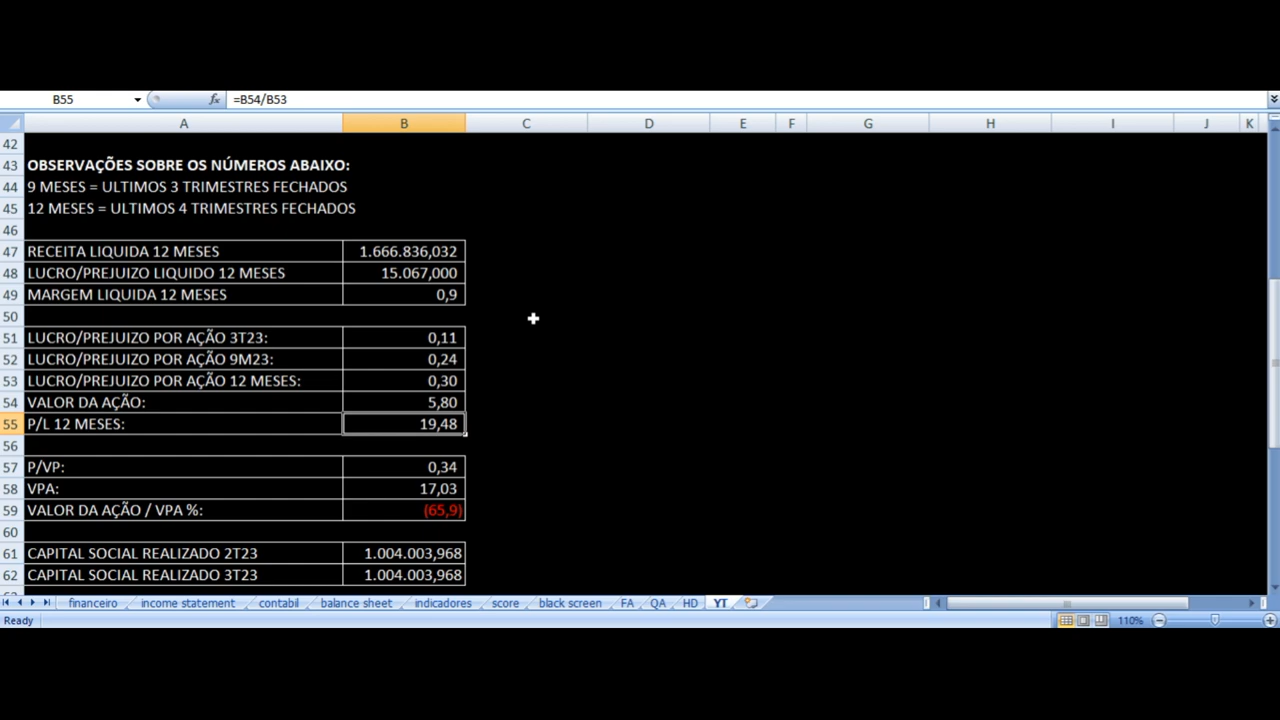 B55 fx =B54/B53
A B C D E F G H I J K
42
43 OBSERVAÇÕES SOBRE OS NÚMEROS ABAIXO:
44 9 MESES = ULTIMOS 3 TRIMESTRES FECHADOS
45 12 MESES = ULTIMOS 4 TRIMESTRES FECHADOS
46
47 RECEITA LIQUIDA 12 MESES 1.666.836,032
48 LUCRO/PREJUIZO LIQUIDO 12 MESES 15.067,000
49 MARGEM LIQUIDA 12 MESES 0,9
50
51 LUCRO/PREJUIZO POR AÇÃO 3T23: 0,11
52 LUCRO/PREJUIZO POR AÇÃO 9M23: 0,24
53 LUCRO/PREJUIZO POR AÇÃO 12 MESES: 0,30
54 VALOR DA AÇÃO: 5,80
55 P/L 12 MESES: 19,48
56
57 P/VP: 0,34
58 VPA: 17,03
59 VALOR DA AÇÃO / VPA %: (65,9)
60
61 CAPITAL SOCIAL REALIZADO 2T23 1.004.003,968
62 CAPITAL SOCIAL REALIZADO 3T23 1.004.003,968
financeiro income statement contabil balance sheet indicadores score black screen FA QA HD YT
Ready 110%